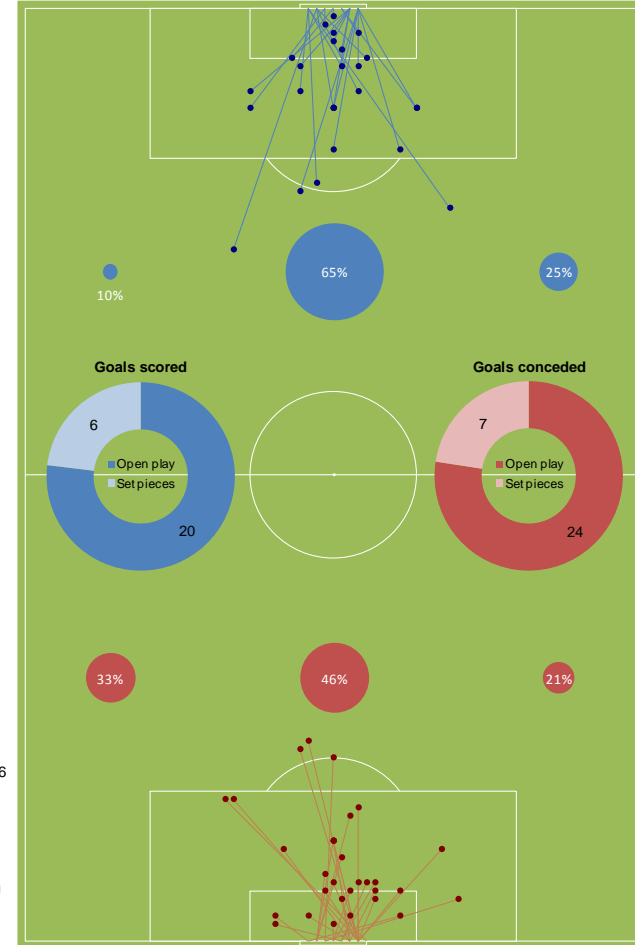 65%
25%
10%
Goals scored
Goals conceded
6
7
Open play
Set pieces
Open play
Set pieces
20
24
33%
46%
21%
6